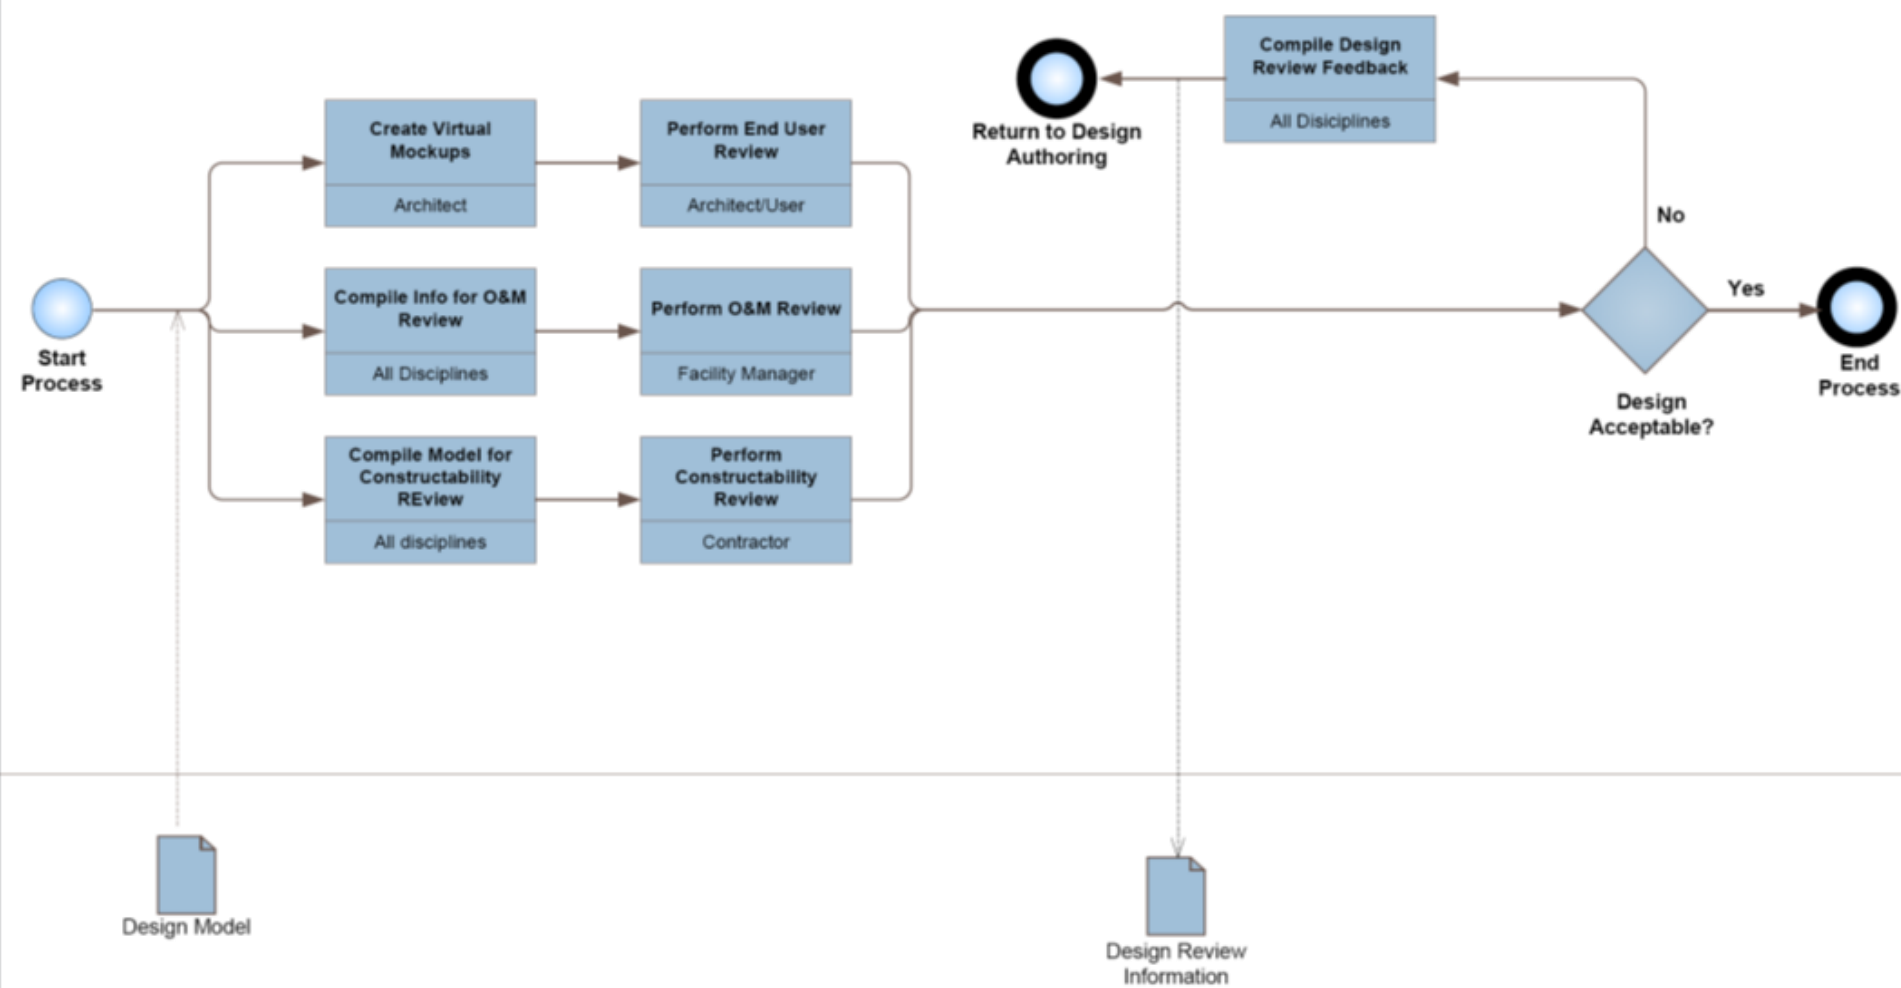 Compile Design
Review Feedback
All Disiciplines
Return to Design
Authoring
Create Virtual
Mockups
Architect
Perform End User
Review
Architect/User
No
Start
Process
Compile Info for O&M
Review
All Disciplines
Perform O&M Review
Facility Manager
Yes
End
Process
Design
Acceptable?
Compile Model for
Constructability
REview
All disciplines
Perform
Constructability
Review
Contractor
Design Model
Design Review
Information